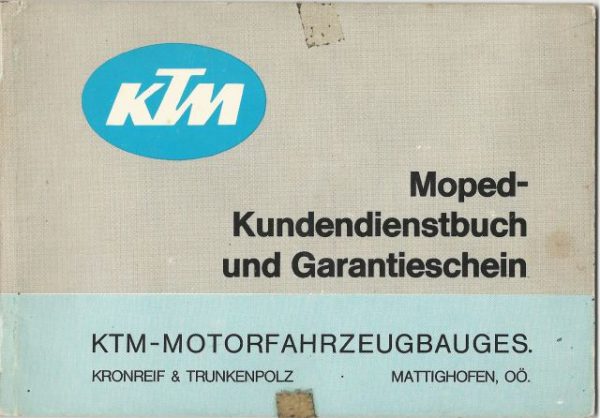 KTM
Moped-
Kundendienstbuch
und Garantieschein
KTM-MOTORFAHRZEUGBAUGES.
KRONREIF & TRUNKENPOLZ · MATTIGHOFEN, OÖ.